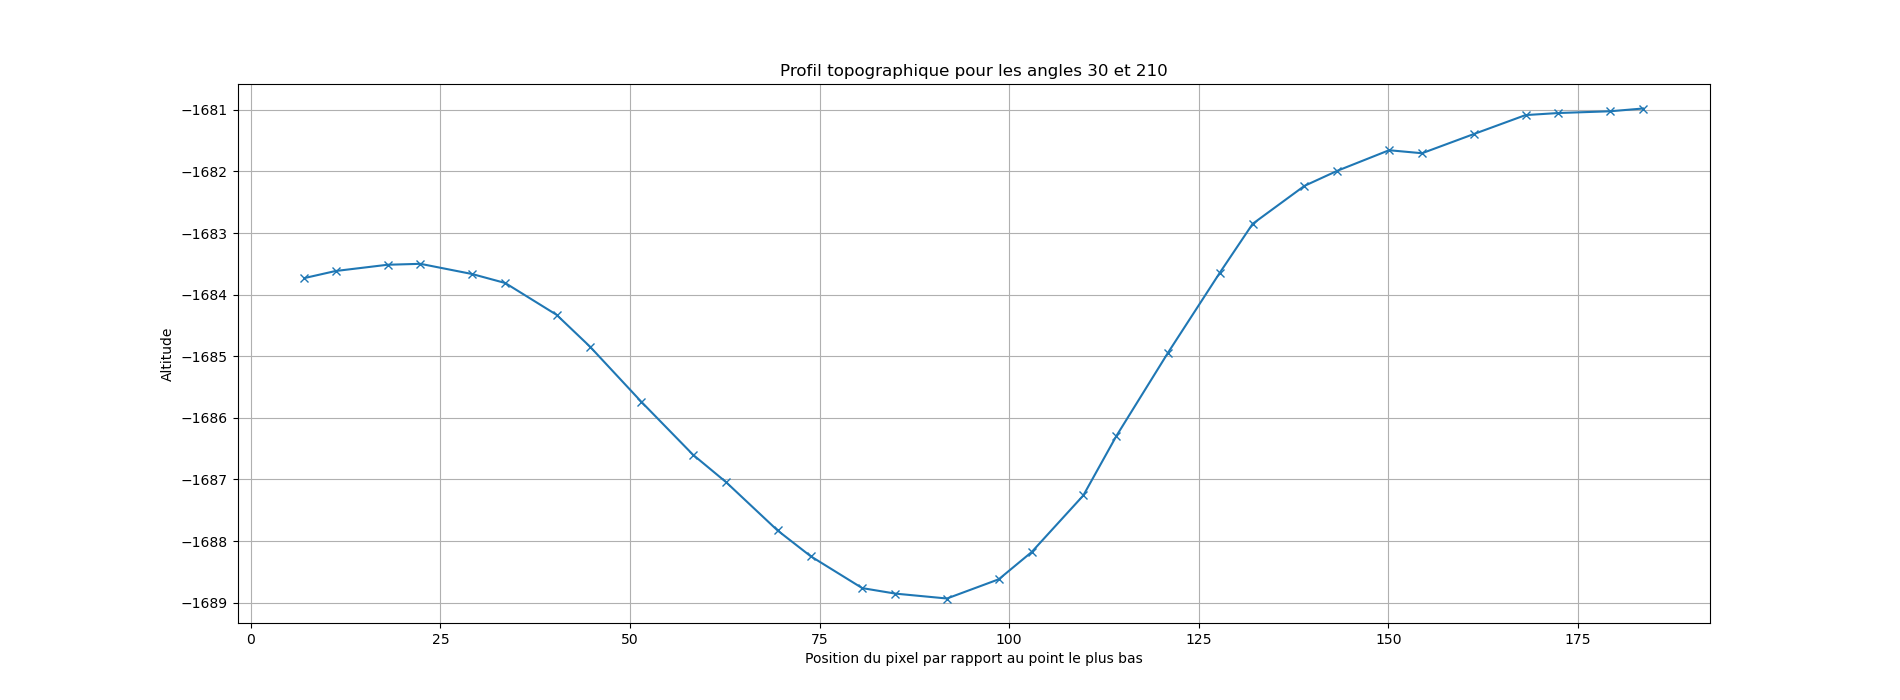 Profil topographique pour les angles 30 et 210
−1681
−1682
−1683
−1684
−1685
−1686
−1687
−1688
−1689
Altitude
0 25 50 75 100 125 150 175
Position du pixel par rapport au point le plus bas